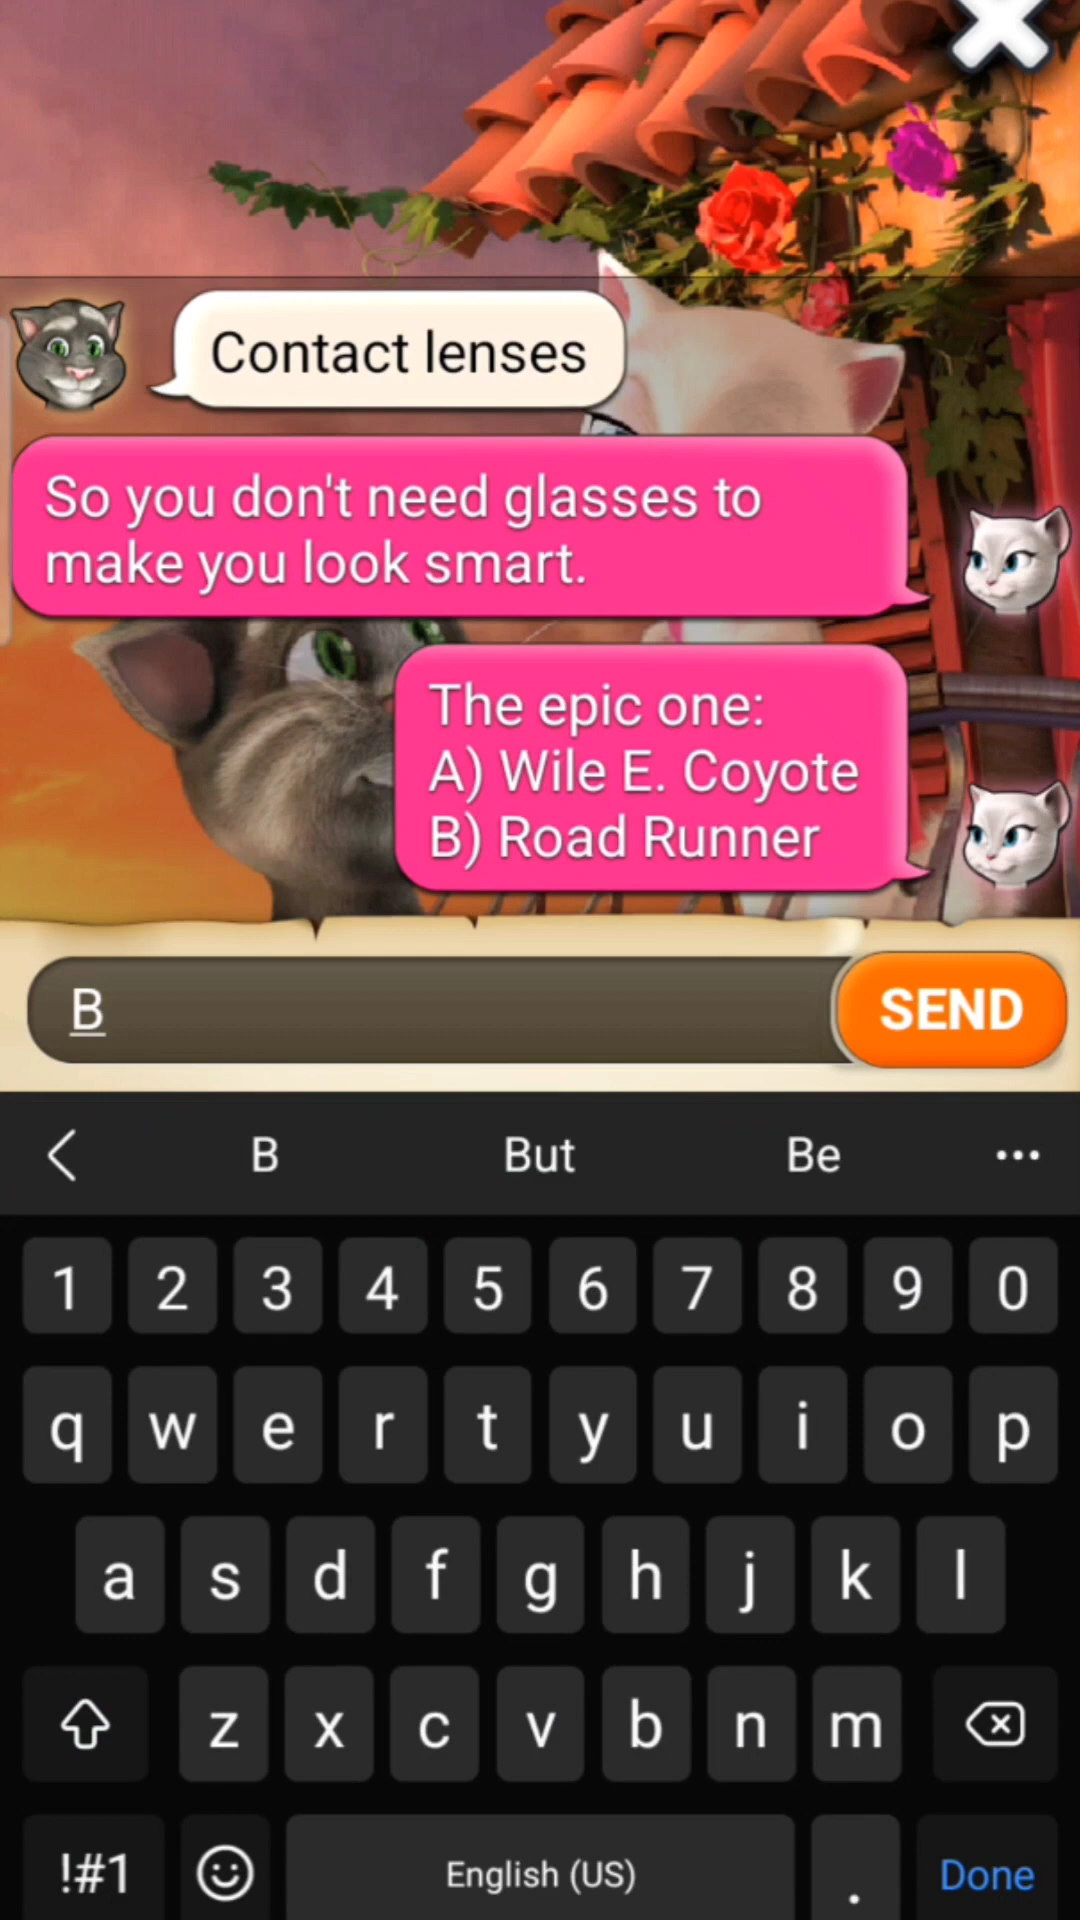 Contact lenses
So you don't need glasses to
make you look smart.
The epic one:
A) Wile E. Coyote
B) Road Runner
B
SEND
B But Be
1 2 3 4 5 6 7 8 9 0
q w e r t y u i o p
a s d f g h j k l
z x c v b n m
!#1 English (US) . Done